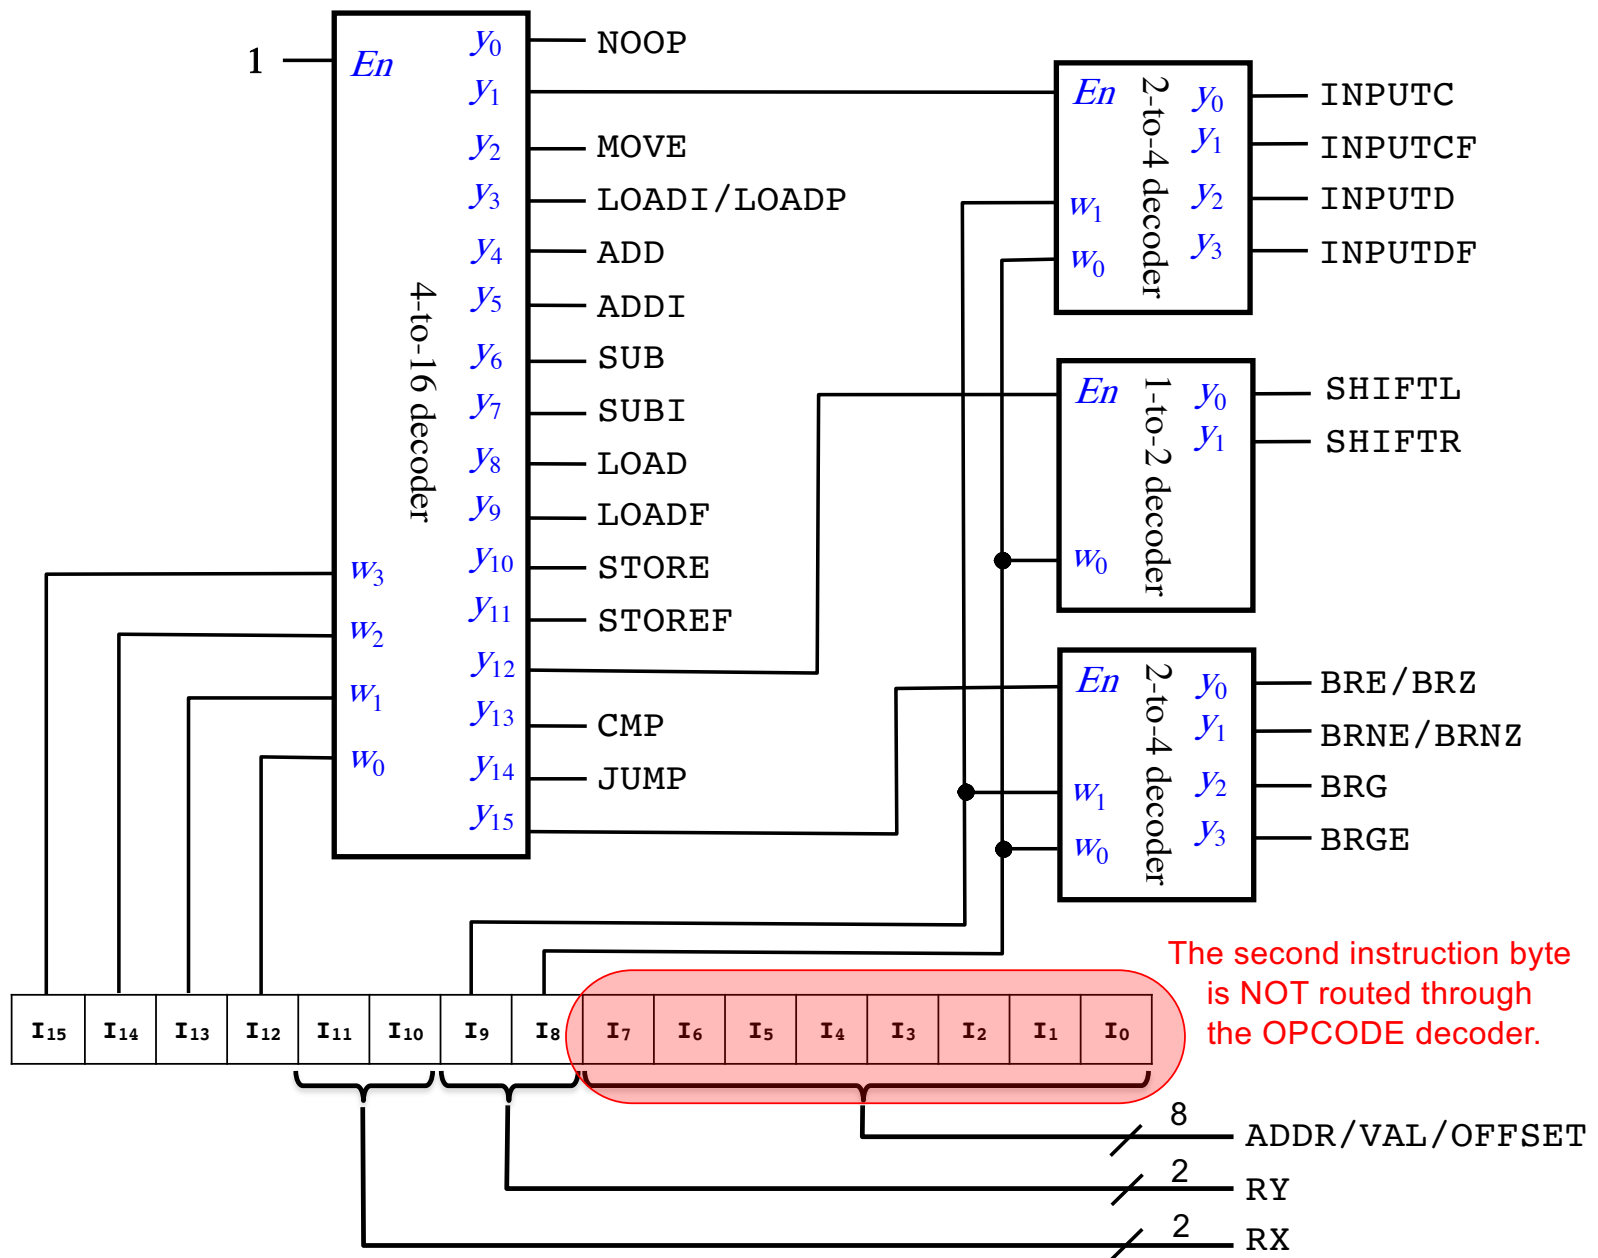 1
En
y0
y1
y2
y3
y4
y5
y6
y7
y8
y9
y10
y11
y12
y13
y14
y15
4-to-16 decoder
w3
w2
w1
w0
NOOP
MOVE
LOADI/LOADP
ADD
ADDI
SUB
SUBI
LOAD
LOADF
STORE
STOREF
CMP
JUMP
En
w1
w0
2-to-4 decoder
y0
y1
y2
y3
INPUTC
INPUTCF
INPUTD
INPUTDF
En
w0
1-to-2 decoder
y0
y1
SHIFTL
SHIFTR
En
w1
w0
2-to-4 decoder
y0
y1
y2
y3
BRE/BRZ
BRNE/BRNZ
BRG
BRGE
The second instruction byte
is NOT routed through
the OPCODE decoder.
I15 I14 I13 I12 I11 I10 I9 I8 I7 I6 I5 I4 I3 I2 I1 I0
8
ADDR/VAL/OFFSET
2
RY
2
RX